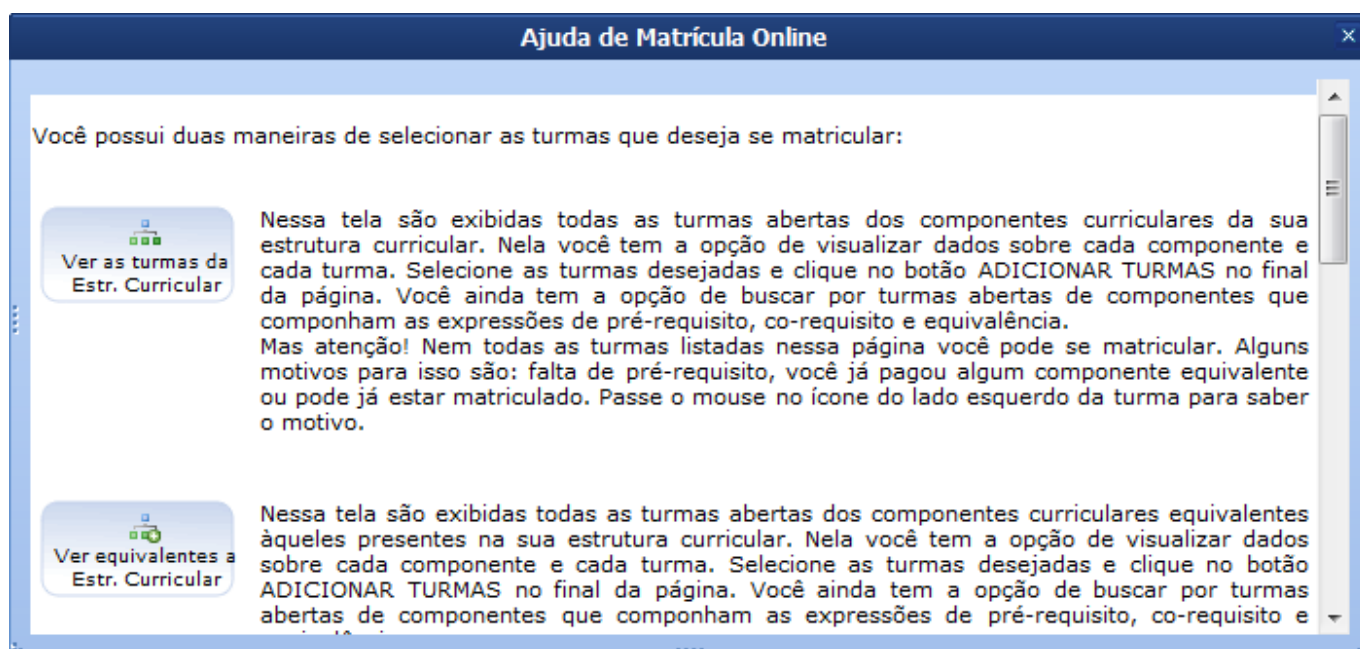 Ajuda de Matrícula Online
Você possui duas maneiras de selecionar as turmas que deseja se matricular:
Ver as turmas da
Estr. Curricular
Nessa tela são exibidas todas as turmas abertas dos componentes curriculares da sua
estrutura curricular. Nela você tem a opção de visualizar dados sobre cada componente e
cada turma. Selecione as turmas desejadas e clique no botão ADICIONAR TURMAS no final
da página. Você ainda tem a opção de buscar por turmas abertas de componentes que
componham as expressões de pré-requisito, co-requisito e equivalência.
Mas atenção! Nem todas as turmas listadas nessa página você pode se matricular. Alguns
motivos para isso são: falta de pré-requisito, você já pagou algum componente equivalente
ou pode já estar matriculado. Passe o mouse no ícone do lado esquerdo da turma para saber
o motivo.
Ver equivalentes a
Estr. Curricular
Nessa tela são exibidas todas as turmas abertas dos componentes curriculares equivalentes
àqueles presentes na sua estrutura curricular. Nela você tem a opção de visualizar dados
sobre cada componente e cada turma. Selecione as turmas desejadas e clique no botão
ADICIONAR TURMAS no final da página. Você ainda tem a opção de buscar por turmas
abertas de componentes que componham as expressões de pré-requisito, co-requisito e